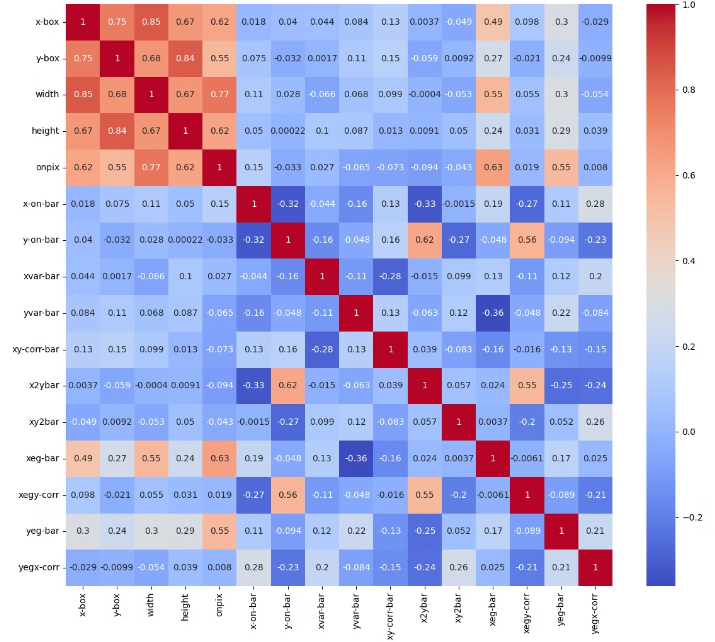 x-box 1 0.75 0.85 0.67 0.62 0.018 0.04 0.044 0.084 0.13 0.0037 -0.049 0.49 0.098 0.3 -0.029
y-box 0.75 1 0.68 0.84 0.55 0.075 -0.032 0.0017 0.11 0.15 -0.059 0.0092 0.27 -0.021 0.24 -0.0099
width 0.85 0.68 1 0.67 0.77 0.11 0.028 -0.066 0.068 0.099 -0.0004 -0.053 0.55 0.055 0.3 -0.054
height 0.67 0.84 0.67 1 0.62 0.05 0.00022 0.1 0.087 0.013 0.0091 0.05 0.24 0.031 0.29 0.039
onpix 0.62 0.55 0.77 0.62 1 0.15 -0.033 0.027 -0.065 -0.073 -0.094 -0.043 0.63 0.019 0.55 0.008
x-on-bar 0.018 0.075 0.11 0.05 0.15 1 -0.32 -0.044 -0.16 0.13 -0.33 -0.0015 0.19 -0.27 0.11 0.28
y-on-bar 0.04 -0.032 0.028 0.00022 -0.033 -0.32 1 -0.16 -0.048 0.16 0.62 -0.27 -0.048 0.56 -0.094 -0.23
xvar-bar 0.044 0.0017 -0.066 0.1 0.027 -0.044 -0.16 1 -0.11 -0.28 -0.015 0.099 0.13 -0.11 0.12 0.2
yvar-bar 0.084 0.11 0.068 0.087 -0.065 -0.16 -0.048 -0.11 1 0.13 -0.063 0.12 -0.36 -0.048 0.22 -0.084
xy-corr-bar 0.13 0.15 0.099 0.013 -0.073 0.13 0.16 -0.28 0.13 1 0.039 -0.083 -0.16 -0.016 -0.13 -0.15
x2ybar 0.0037 -0.059 -0.0004 0.0091 -0.094 -0.33 0.62 -0.015 -0.063 0.039 1 0.057 0.024 0.55 -0.25 -0.24
xy2bar -0.049 0.0092 -0.053 0.05 -0.043 -0.0015 -0.27 0.099 0.12 -0.083 0.057 1 0.0037 -0.2 0.052 0.26
xeg-bar 0.49 0.27 0.55 0.24 0.63 0.19 -0.048 0.13 -0.36 -0.16 0.024 0.0037 1 -0.0061 0.17 0.025
xegy-corr 0.098 -0.021 0.055 0.031 0.019 -0.27 0.56 -0.11 -0.048 -0.016 0.55 -0.2 -0.0061 1 -0.089 -0.21
yeg-bar 0.3 0.24 0.3 0.29 0.55 0.11 -0.094 0.12 0.22 -0.13 -0.25 0.052 0.17 -0.089 1 0.21
yegx-corr -0.029 -0.0099 -0.054 0.039 0.008 0.28 -0.23 0.2 -0.084 -0.15 -0.24 0.26 0.025 -0.21 0.21 1
x-box y-box width height onpix x-on-bar y-on-bar xvar-bar yvar-bar xy-corr-bar x2ybar xy2bar xeg-bar xegy-corr yeg-bar yegx-corr
1.0
0.8
0.6
0.4
0.2
0.0
−0.2